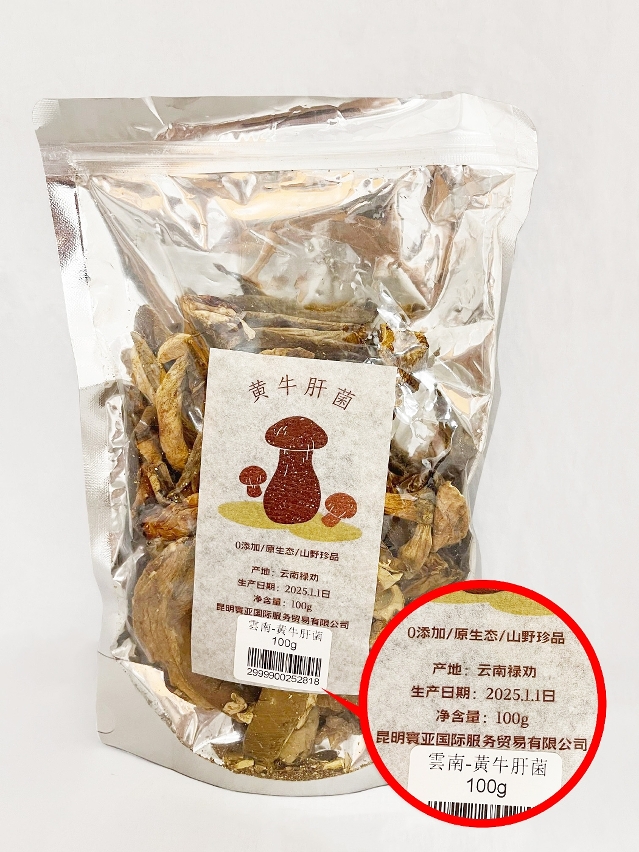 黄牛肝菌
0添加/原生态/山野珍品
产地：云南禄劝
生产日期：2025.1.1日
净含量：100g
昆明寰亚国际服务贸易有限公司
雲南-黃牛肝菌
100g
2999900252818
0添加/原生态/山野珍品
产地：云南禄劝
生产日期：2025.1.1日
净含量：100g
昆明寰亚国际服务贸易有限公司
雲南-黃牛肝菌
100g